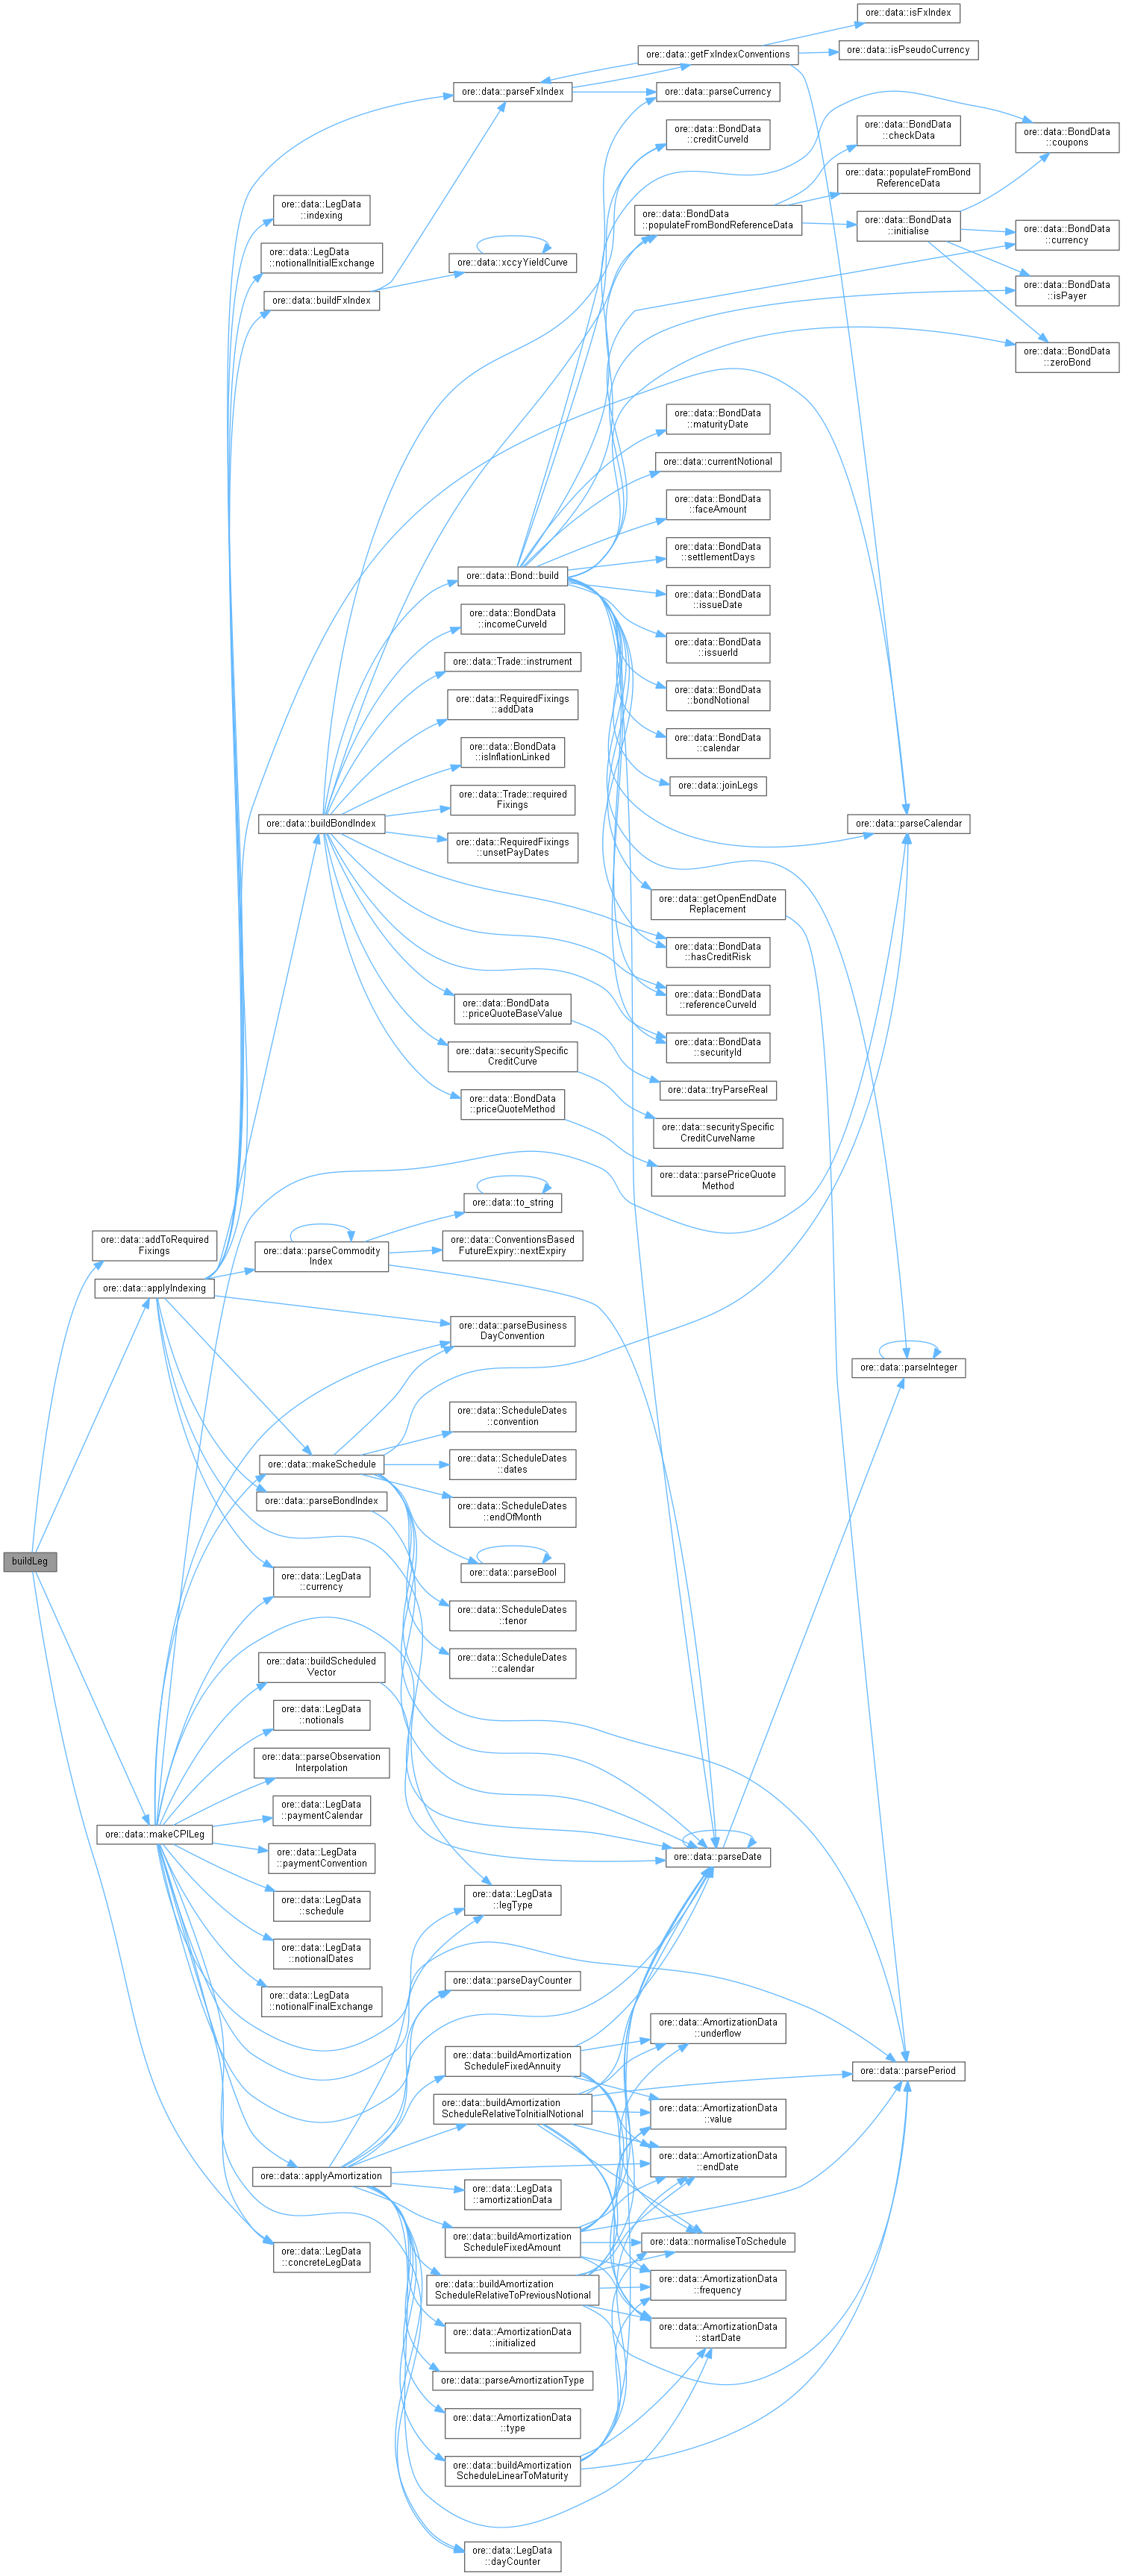 ore::data::isFxIndex
ore::data::isPseudoCurrency
ore::data::getFxIndexConventions
ore::data::parseFxIndex
ore::data::parseCurrency
ore::data::BondData
::creditCurveId
ore::data::BondData
::checkData
ore::data::BondData
::coupons
ore::data::populateFromBond
ReferenceData
ore::data::LegData
::indexing
ore::data::BondData
::populateFromBondReferenceData
ore::data::BondData
::initialise
ore::data::BondData
::currency
ore::data::LegData
::notionalInitialExchange
ore::data::xccyYieldCurve
ore::data::BondData
::isPayer
ore::data::buildFxIndex
ore::data::BondData
::zeroBond
ore::data::BondData
::maturityDate
ore::data::currentNotional
ore::data::BondData
::faceAmount
ore::data::BondData
::settlementDays
ore::data::Bond::build
ore::data::BondData
::issueDate
ore::data::BondData
::incomeCurveId
ore::data::BondData
::issuerId
ore::data::Trade::instrument
ore::data::BondData
::bondNotional
ore::data::RequiredFixings
::addData
ore::data::BondData
::calendar
ore::data::BondData
::isInflationLinked
ore::data::joinLegs
ore::data::Trade::required
Fixings
ore::data::buildBondIndex
ore::data::parseCalendar
ore::data::RequiredFixings
::unsetPayDates
ore::data::getOpenEndDate
Replacement
ore::data::BondData
::hasCreditRisk
ore::data::BondData
::referenceCurveId
ore::data::BondData
::priceQuoteBaseValue
ore::data::BondData
::securityId
ore::data::securitySpecific
CreditCurve
ore::data::tryParseReal
ore::data::BondData
::priceQuoteMethod
ore::data::securitySpecific
CreditCurveName
ore::data::parsePriceQuote
Method
ore::data::to_string
ore::data::addToRequired
Fixings
ore::data::parseCommodity
Index
ore::data::ConventionsBased
FutureExpiry::nextExpiry
ore::data::applyIndexing
ore::data::parseBusiness
DayConvention
ore::data::parseInteger
ore::data::ScheduleDates
::convention
ore::data::makeSchedule
ore::data::ScheduleDates
::dates
ore::data::parseBondIndex
ore::data::ScheduleDates
::endOfMonth
buildLeg
ore::data::parseBool
ore::data::LegData
::currency
ore::data::ScheduleDates
::tenor
ore::data::ScheduleDates
::calendar
ore::data::buildScheduled
Vector
ore::data::LegData
::notionals
ore::data::parseObservation
Interpolation
ore::data::LegData
::paymentCalendar
ore::data::makeCPILeg
ore::data::LegData
::paymentConvention
ore::data::parseDate
ore::data::LegData
::schedule
ore::data::LegData
::legType
ore::data::LegData
::notionalDates
ore::data::parseDayCounter
ore::data::LegData
::notionalFinalExchange
ore::data::AmortizationData
::underflow
ore::data::buildAmortization
ScheduleFixedAnnuity
ore::data::parsePeriod
ore::data::buildAmortization
ScheduleRelativeToInitialNotional
ore::data::AmortizationData
::value
ore::data::AmortizationData
::endDate
ore::data::applyAmortization
ore::data::LegData
::amortizationData
ore::data::buildAmortization
ScheduleFixedAmount
ore::data::normaliseToSchedule
ore::data::LegData
::concreteLegData
ore::data::buildAmortization
ScheduleRelativeToPreviousNotional
ore::data::AmortizationData
::frequency
ore::data::AmortizationData
::startDate
ore::data::AmortizationData
::initialized
ore::data::parseAmortizationType
ore::data::AmortizationData
::type
ore::data::buildAmortization
ScheduleLinearToMaturity
ore::data::LegData
::dayCounter